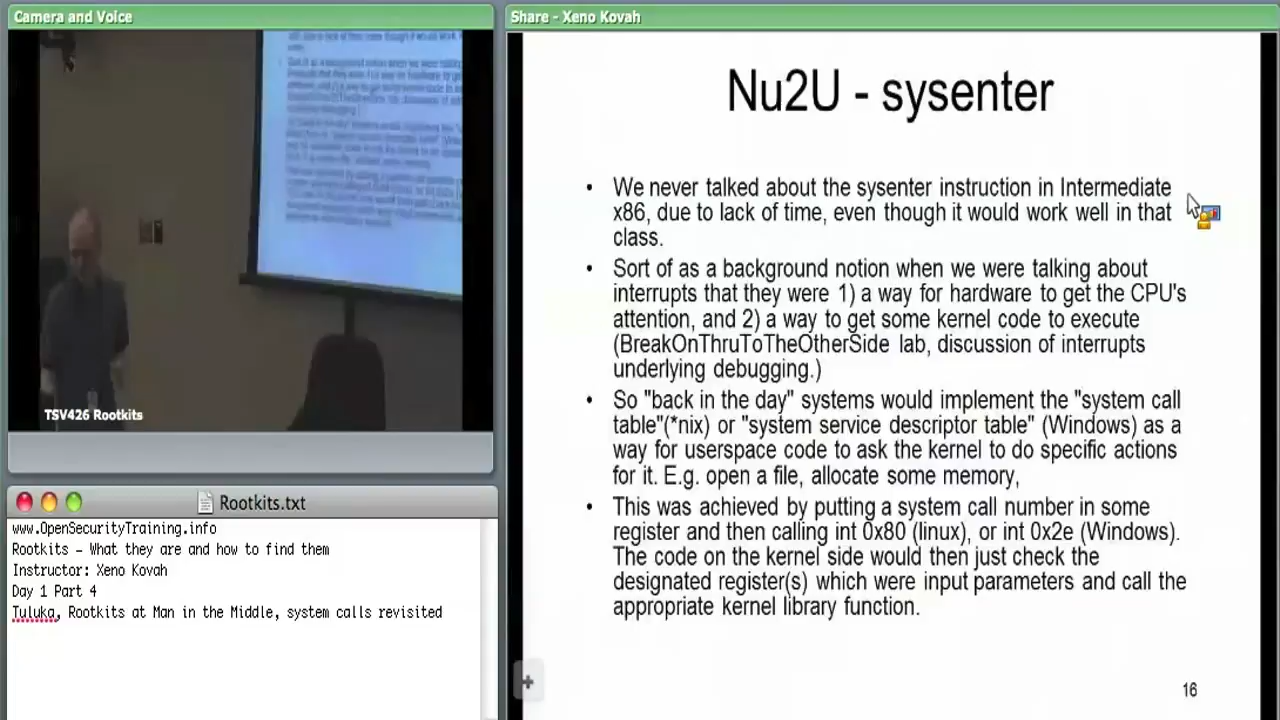 Camera and Voice
TSV426 Rootkits
Rootkits.txt
www.OpenSecurityTraining.info
Rootkits - What they are and how to find them
Instructor: Xeno Kovah
Day 1 Part 4
Tuluka, Rootkits at Man in the Middle, system calls revisited
Share - Xeno Kovah
Nu2U - sysenter
• We never talked about the sysenter instruction in Intermediate
x86, due to lack of time, even though it would work well in that
class.
• Sort of as a background notion when we were talking about
interrupts that they were 1) a way for hardware to get the CPU's
attention, and 2) a way to get some kernel code to execute
(BreakOnThruToTheOtherSide lab, discussion of interrupts
underlying debugging.)
• So "back in the day" systems would implement the "system call
table"(*nix) or "system service descriptor table" (Windows) as a
way for userspace code to ask the kernel to do specific actions
for it. E.g. open a file, allocate some memory,
• This was achieved by putting a system call number in some
register and then calling int 0x80 (linux), or int 0x2e (Windows).
The code on the kernel side would then just check the
designated register(s) which were input parameters and call the
appropriate kernel library function.
16